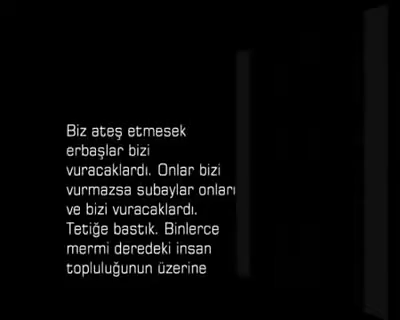 Biz ateş etmesek
erbaşlar bizi
vuracaklardı. Onlar bizi
vurmazsa subaylar onları
ve bizi vuracaklardı.
Tetiğe bastık. Binlerce
mermi deredeki insan
topluluğunun üzerine